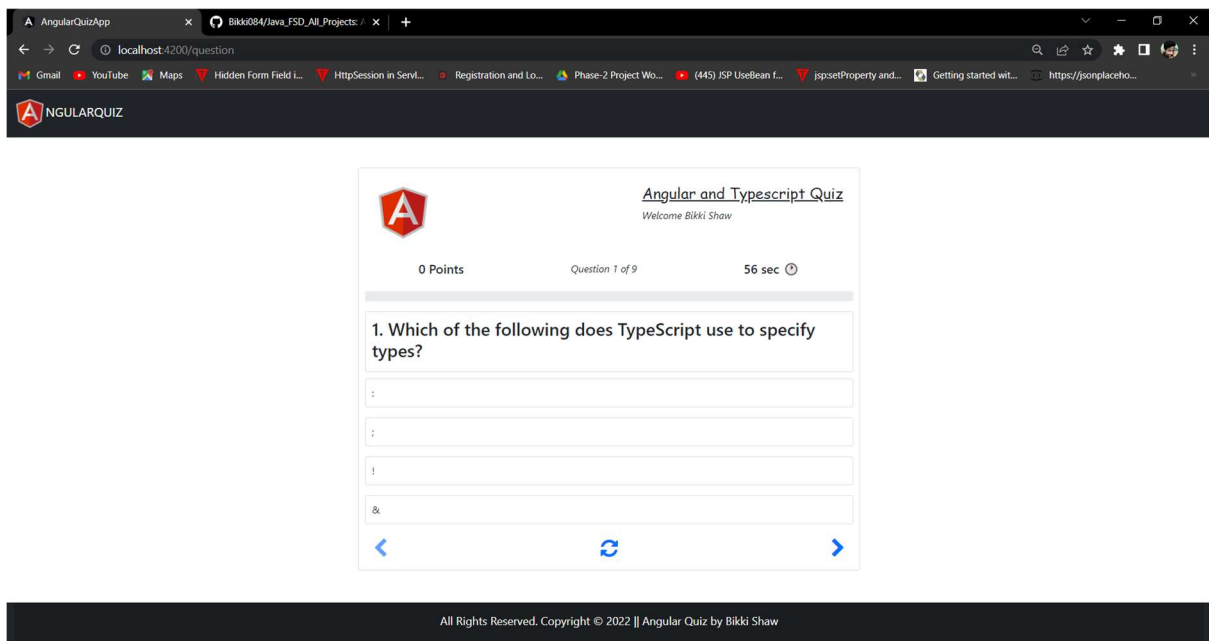 AngularQuizApp
Bikki084/Java_FSD_All_Projects: A
localhost:4200/question
Gmail YouTube Maps Hidden Form Field i... HttpSession in Servl... Registration and Lo... Phase-2 Project Wo... (445) JSP UseBean f... jsp:setProperty and... Getting started wit... https://jsonplaceho...
A NGULARQUIZ
A
Angular and Typescript Quiz
Welcome Bikki Shaw
0 Points Question 1 of 9 56 sec
1. Which of the following does TypeScript use to specify
types?
:
;
!
&
All Rights Reserved. Copyright © 2022 || Angular Quiz by Bikki Shaw